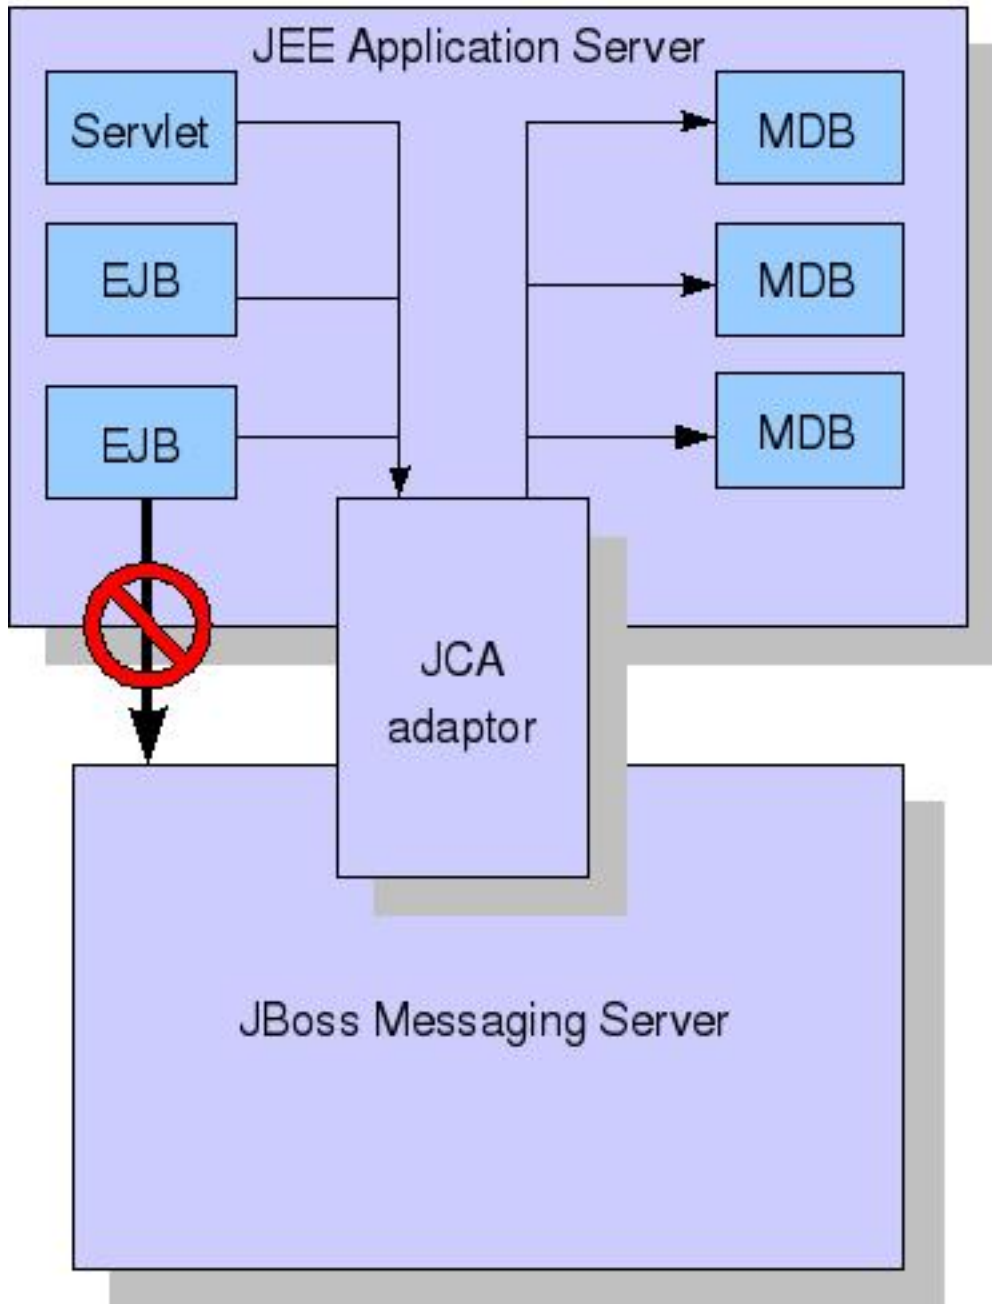 JEE Application Server
Servlet
MDB
EJB
MDB
EJB
MDB
JCA
adaptor
JBoss Messaging Server